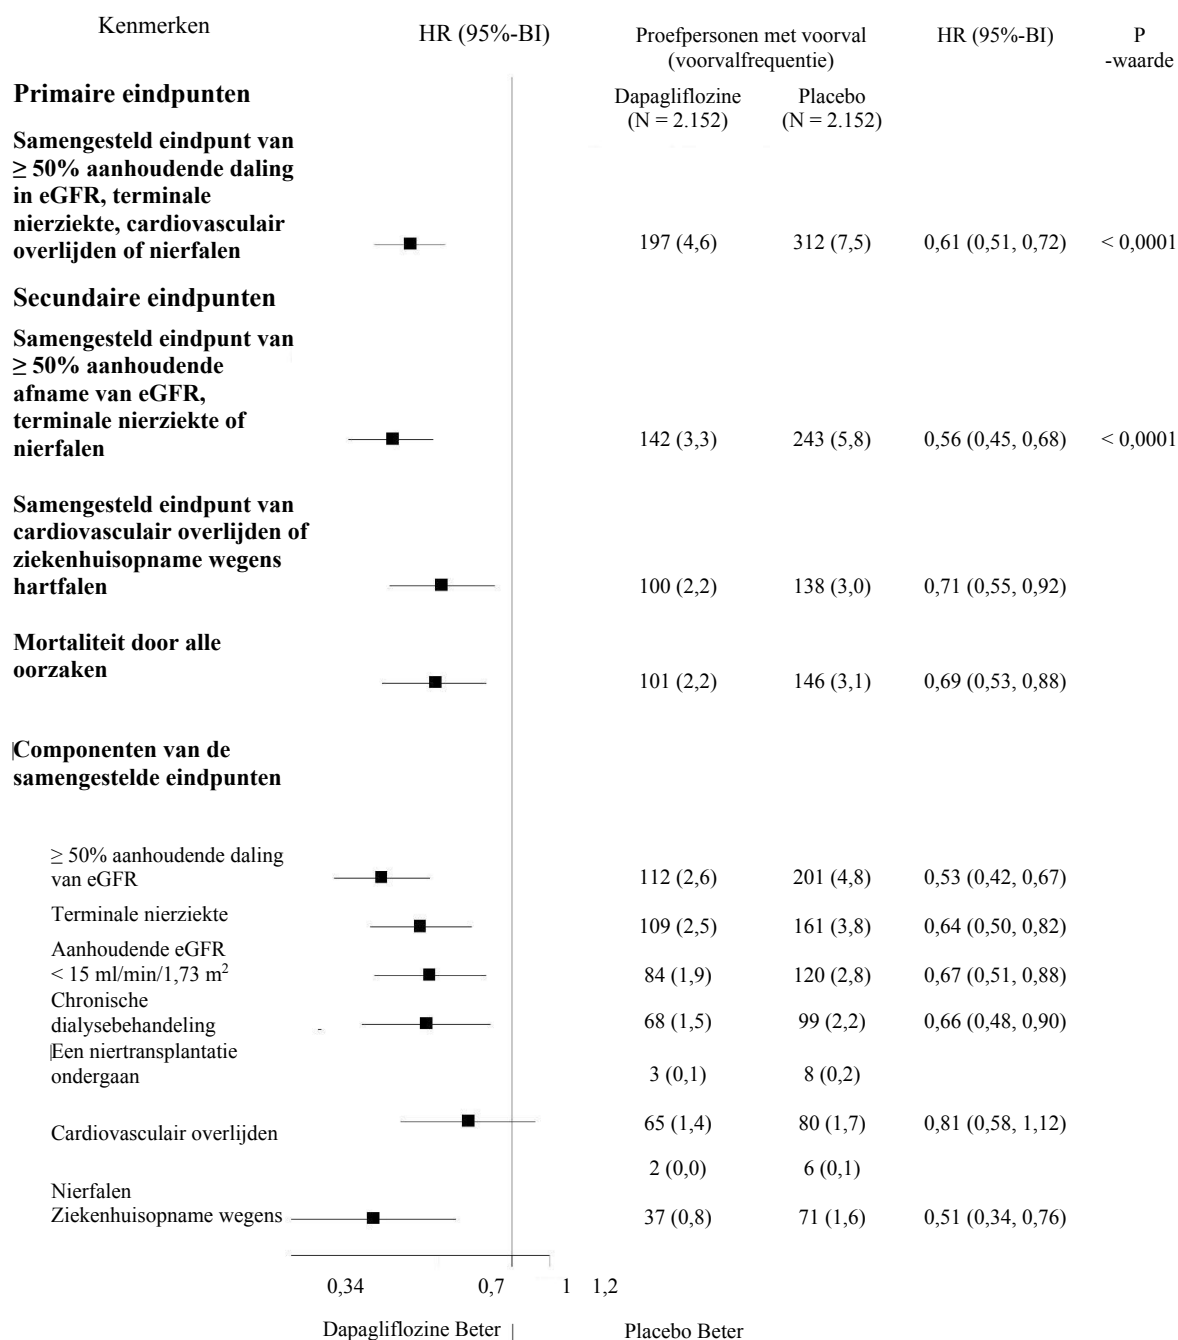 Kenmerken
HR (95%-BI)
Proefpersonen met voorval
(voorvalfrequentie)
HR (95%-BI)
P
-waarde
Primaire eindpunten
Dapagliflozine
(N = 2.152)
Placebo
(N = 2.152)
Samengesteld eindpunt van
≥ 50% aanhoudende daling
in eGFR, terminale
nierziekte, cardiovasculair
overlijden of nierfalen
197 (4,6) 312 (7,5) 0,61 (0,51, 0,72) < 0,0001
Secundaire eindpunten
Samengesteld eindpunt van
≥ 50% aanhoudende
afname van eGFR,
terminale nierziekte of
nierfalen
142 (3,3) 243 (5,8) 0,56 (0,45, 0,68) < 0,0001
Samengesteld eindpunt van
cardiovasculair overlijden of
ziekenhuisopname wegens
hartfalen
100 (2,2) 138 (3,0) 0,71 (0,55, 0,92)
Mortaliteit door alle
oorzaken
101 (2,2) 146 (3,1) 0,69 (0,53, 0,88)
Componenten van de
samengestelde eindpunten
≥ 50% aanhoudende daling
van eGFR
112 (2,6) 201 (4,8) 0,53 (0,42, 0,67)
Terminale nierziekte
109 (2,5) 161 (3,8) 0,64 (0,50, 0,82)
Aanhoudende eGFR
< 15 ml/min/1,73 m²
84 (1,9) 120 (2,8) 0,67 (0,51, 0,88)
Chronische
dialysebehandeling
68 (1,5) 99 (2,2) 0,66 (0,48, 0,90)
Een niertransplantatie
ondergaan
3 (0,1) 8 (0,2)
Cardiovasculair overlijden
65 (1,4) 80 (1,7) 0,81 (0,58, 1,12)
2 (0,0) 6 (0,1)
Nierfalen
Ziekenhuisopname wegens
37 (0,8) 71 (1,6) 0,51 (0,34, 0,76)
0,34 0,7 1 1,2
Dapagliflozine Beter
Placebo Beter